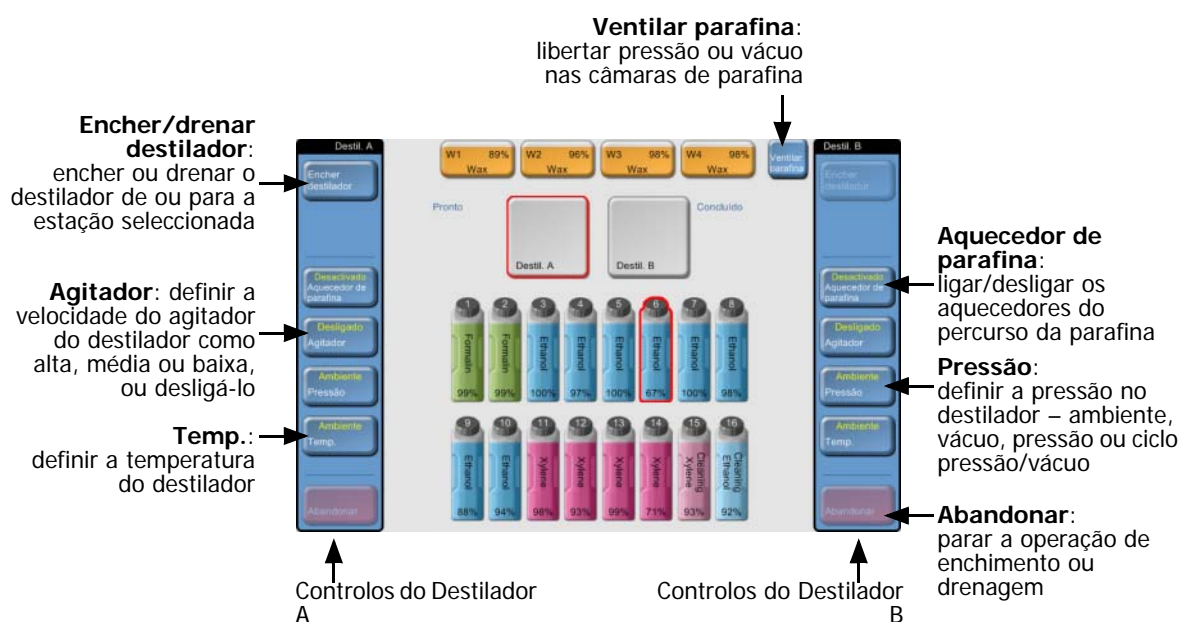 Ventilar parafina:
libertar pressão ou vácuo
nas câmaras de parafina
Encher/drenar
destilador:
encher ou drenar o
destilador de ou para a
estação seleccionada
Agitador: definir a
velocidade do agitador
do destilador como
alta, média ou baixa,
ou desligá-lo
Temp.:
definir a temperatura
do destilador
Destil. A
Encher
destilador
Desactivado
Aquecedor de
parafina
Desligado
Agitador
Ambiente
Pressão
Ambiente
Temp.
Abandonar
W1 89%
Wax
W2 96%
Wax
W3 98%
Wax
W4 98%
Wax
Ventilar
parafina
Pronto
Destil. A
Destil. B
Concluído
1
Formalin
99%
2
Formalin
99%
3
Ethanol
100%
4
Ethanol
97%
5
Ethanol
100%
6
Ethanol
67%
7
Ethanol
100%
8
Ethanol
98%
9
Ethanol
88%
10
Ethanol
94%
11
Xylene
98%
12
Xylene
93%
13
Xylene
99%
14
Xylene
71%
15
Cleaning
Xylene
93%
16
Cleaning
Ethanol
92%
Destil. B
Encher
destilador
Desactivado
Aquecedor de
parafina
Desligado
Agitador
Ambiente
Pressão
Ambiente
Temp.
Abandonar
Aquecedor de
parafina:
ligar/desligar os
aquecedores do
percurso da parafina
Pressão:
definir a pressão no
destilador – ambiente,
vácuo, pressão ou ciclo
pressão/vácuo
Abandonar:
parar a operação de
enchimento ou
drenagem
Controlos do Destilador
A
Controlos do Destilador
B